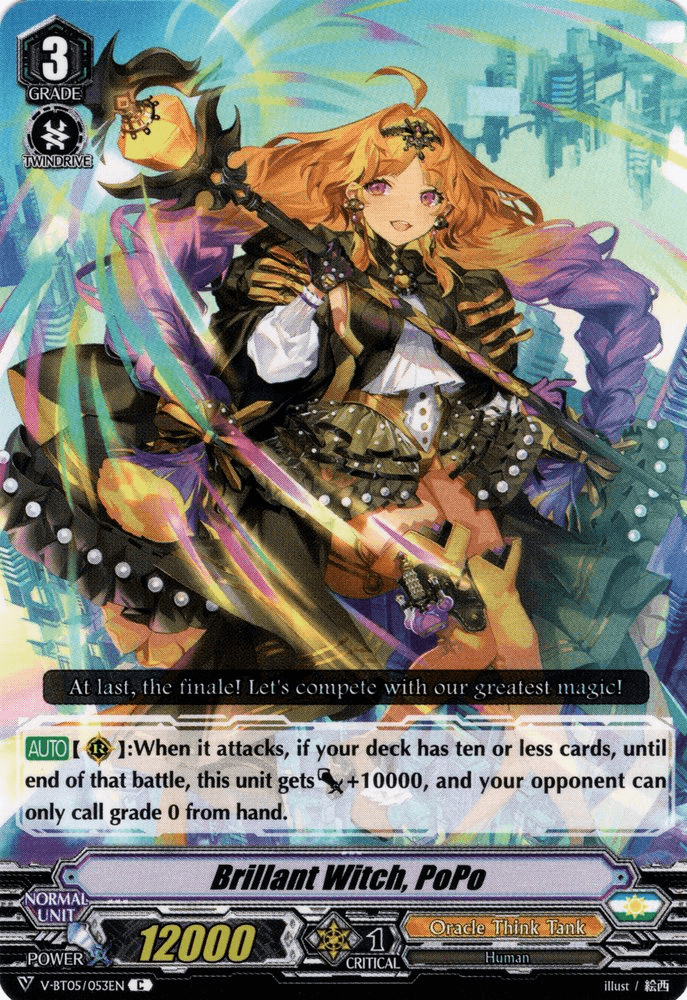 3
GRADE
TWINDRIVE
At last, the finale! Let's compete with our greatest magic!
AUTO【 R 】:When it attacks, if your deck has ten or less cards, until
end of that battle, this unit gets +10000, and your opponent can
only call grade 0 from hand.
Brillant Witch, PoPo
NORMAL
UNIT
POWER
12000
1
CRITICAL
Oracle Think Tank
Human
V-BT05/053EN C
illust / 絵西